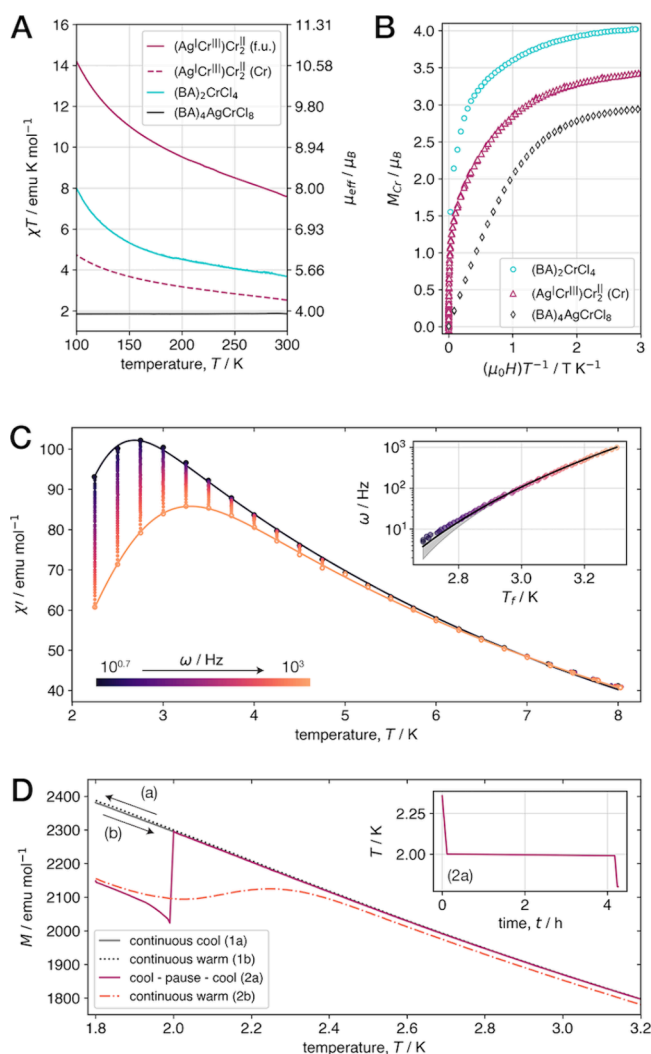 A
16
14
12
10
8
6
4
2
χT / emu K mol⁻¹
11.31
10.58
9.80
8.94
8.00
6.93
5.66
4.00
μeff / μB
(AgᴵCrᴵᴵᴵ)Cr₂ᴵᴵ (f.u.)
(AgᴵCrᴵᴵᴵ)Cr₂ᴵᴵ (Cr)
(BA)₂CrCl₄
(BA)₄AgCrCl₈
100 150 200 250 300
temperature, T / K
B
4.0
3.5
3.0
2.5
2.0
1.5
1.0
0.5
0.0
M_Cr / μB
(BA)₂CrCl₄
(AgᴵCrᴵᴵᴵ)Cr₂ᴵᴵ (Cr)
(BA)₄AgCrCl₈
0 1 2 3
(μ₀H)T⁻¹ / T K⁻¹
C
100
90
80
70
60
50
40
χ′ / emu mol⁻¹
ω / Hz
10^0.7 10³
2 3 4 5 6 7 8
temperature, T / K
10³
10²
10¹
ω / Hz
2.8 3.0 3.2
T_f / K
D
2400
2300
2200
2100
2000
1900
1800
M / emu mol⁻¹
(a)
(b)
continuous cool (1a)
continuous warm (1b)
cool - pause - cool (2a)
continuous warm (2b)
1.8 2.0 2.2 2.4 2.6 2.8 3.0 3.2
temperature, T / K
2.25
2.00
T / K
(2a)
0 2 4
time, t / h